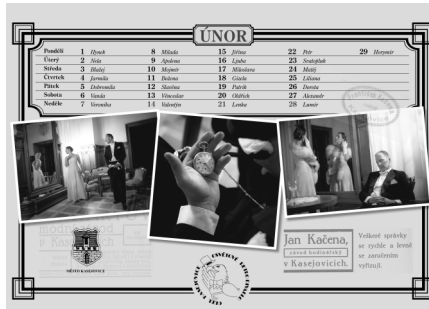 ÚNOR
Pondělí 1 Hynek 8 Milada 15 Jiřina 22 Petr 29 Horymír
Úterý 2 Nela 9 Apolena 16 Ljuba 23 Svatopluk
Středa 3 Blažej 10 Mojmír 17 Miloslava 24 Matěj
Čtvrtek 4 Jarmila 11 Božena 18 Gizela 25 Liliana
Pátek 5 Dobromila 12 Slavěna 19 Patrik 26 Dorota
Sobota 6 Vanda 13 Věnceslav 20 Oldřich 27 Alexandr
Neděle 7 Veronika 14 Valentýn 21 Lenka 28 Lumír
František
MĚSTO KASEJOVICE
v Kasejovicích
Jan Kačena,
závod hodinářský
v Kasejovicích.
Veškeré správky
se rychle a levně
se zaručením
vyřizují.